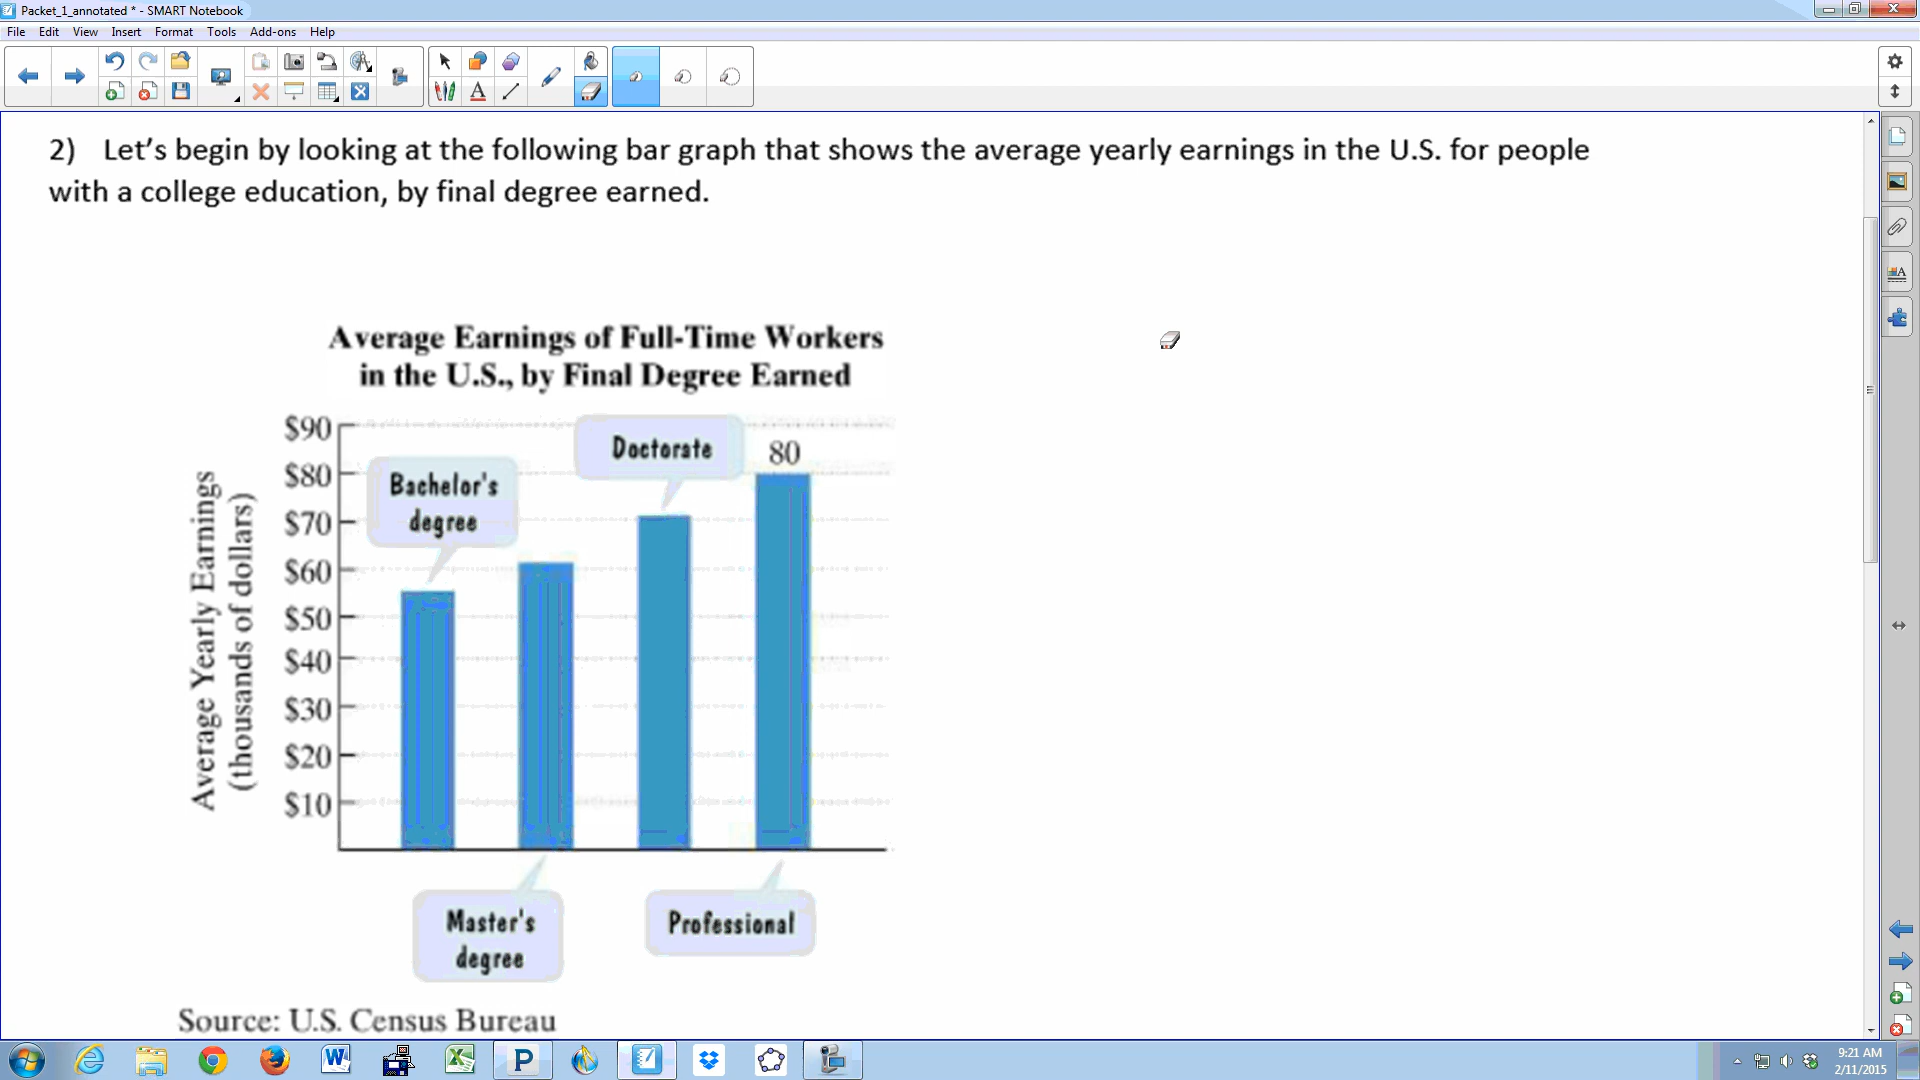 Packet_1_annotated * - SMART Notebook
File Edit View Insert Format Tools Add-ons Help
2) Let's begin by looking at the following bar graph that shows the average yearly earnings in the U.S. for people
with a college education, by final degree earned.
Average Earnings of Full-Time Workers
in the U.S., by Final Degree Earned
Average Yearly Earnings
(thousands of dollars)
$90
$80
$70
$60
$50
$40
$30
$20
$10
Bachelor's
degree
Doctorate
80
Master's
degree
Professional
Source: U.S. Census Bureau
9:21 AM
2/11/2015